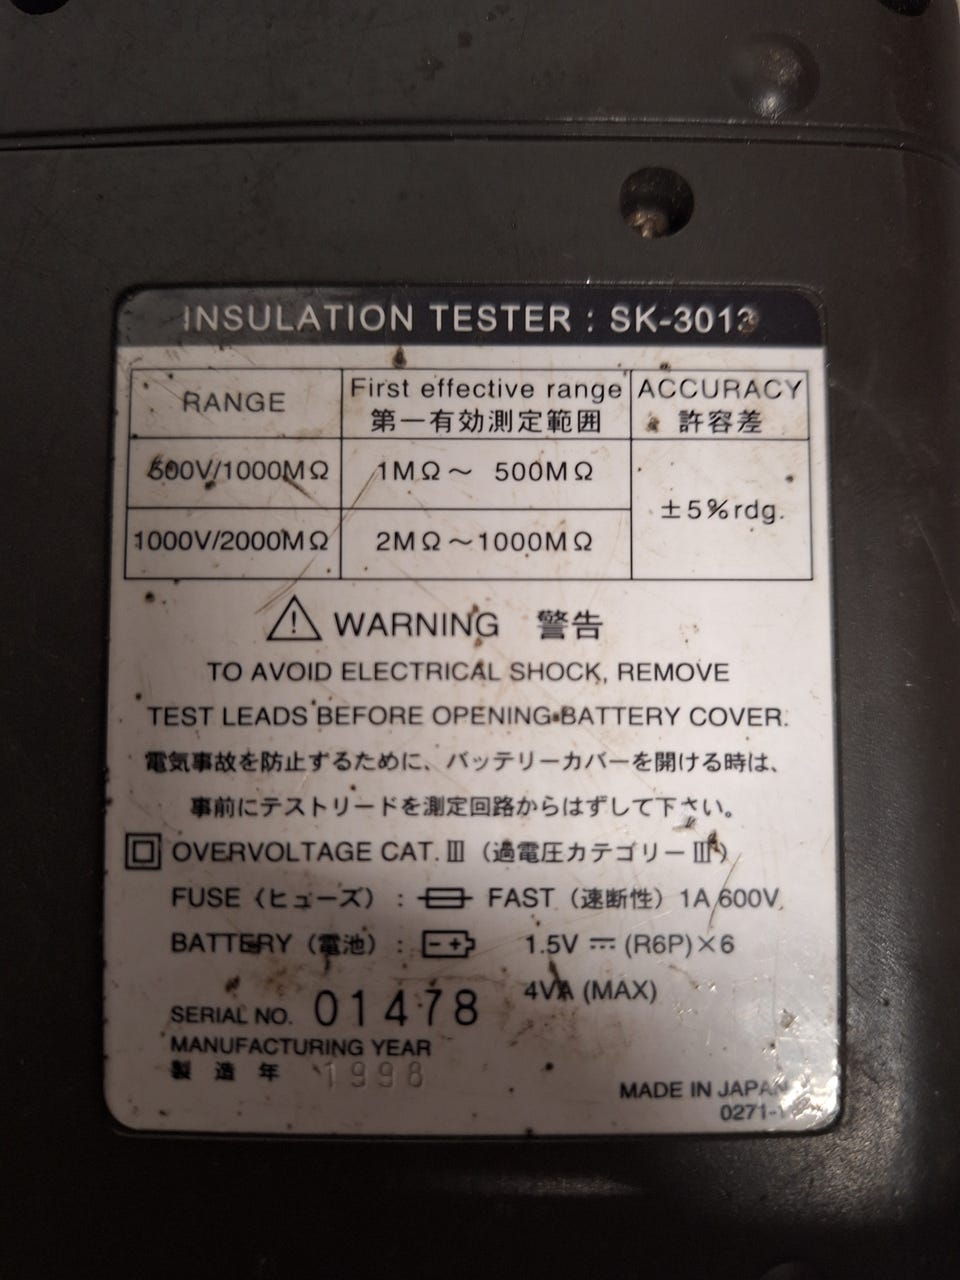 INSULATION TESTER : SK-3013
RANGE
First effective range
第一有効測定範囲
ACCURACY
許容差
500V/1000MΩ
1MΩ～ 500MΩ
±5%rdg.
1000V/2000MΩ
2MΩ～1000MΩ
WARNING 警告
TO AVOID ELECTRICAL SHOCK, REMOVE
TEST LEADS BEFORE OPENING BATTERY COVER.
電気事故を防止するために、バッテリーカバーを開ける時は、
事前にテストリードを測定回路からはずして下さい。
OVERVOLTAGE CAT. Ⅲ (過電圧カテゴリーⅢ)
FUSE (ヒューズ) : FAST (速断性) 1A 600V
BATTERY (電池) : 1.5V ⎓ (R6P)×6
4VA (MAX)
SERIAL NO. 01478
MANUFACTURING YEAR
製造年 1998
MADE IN JAPAN